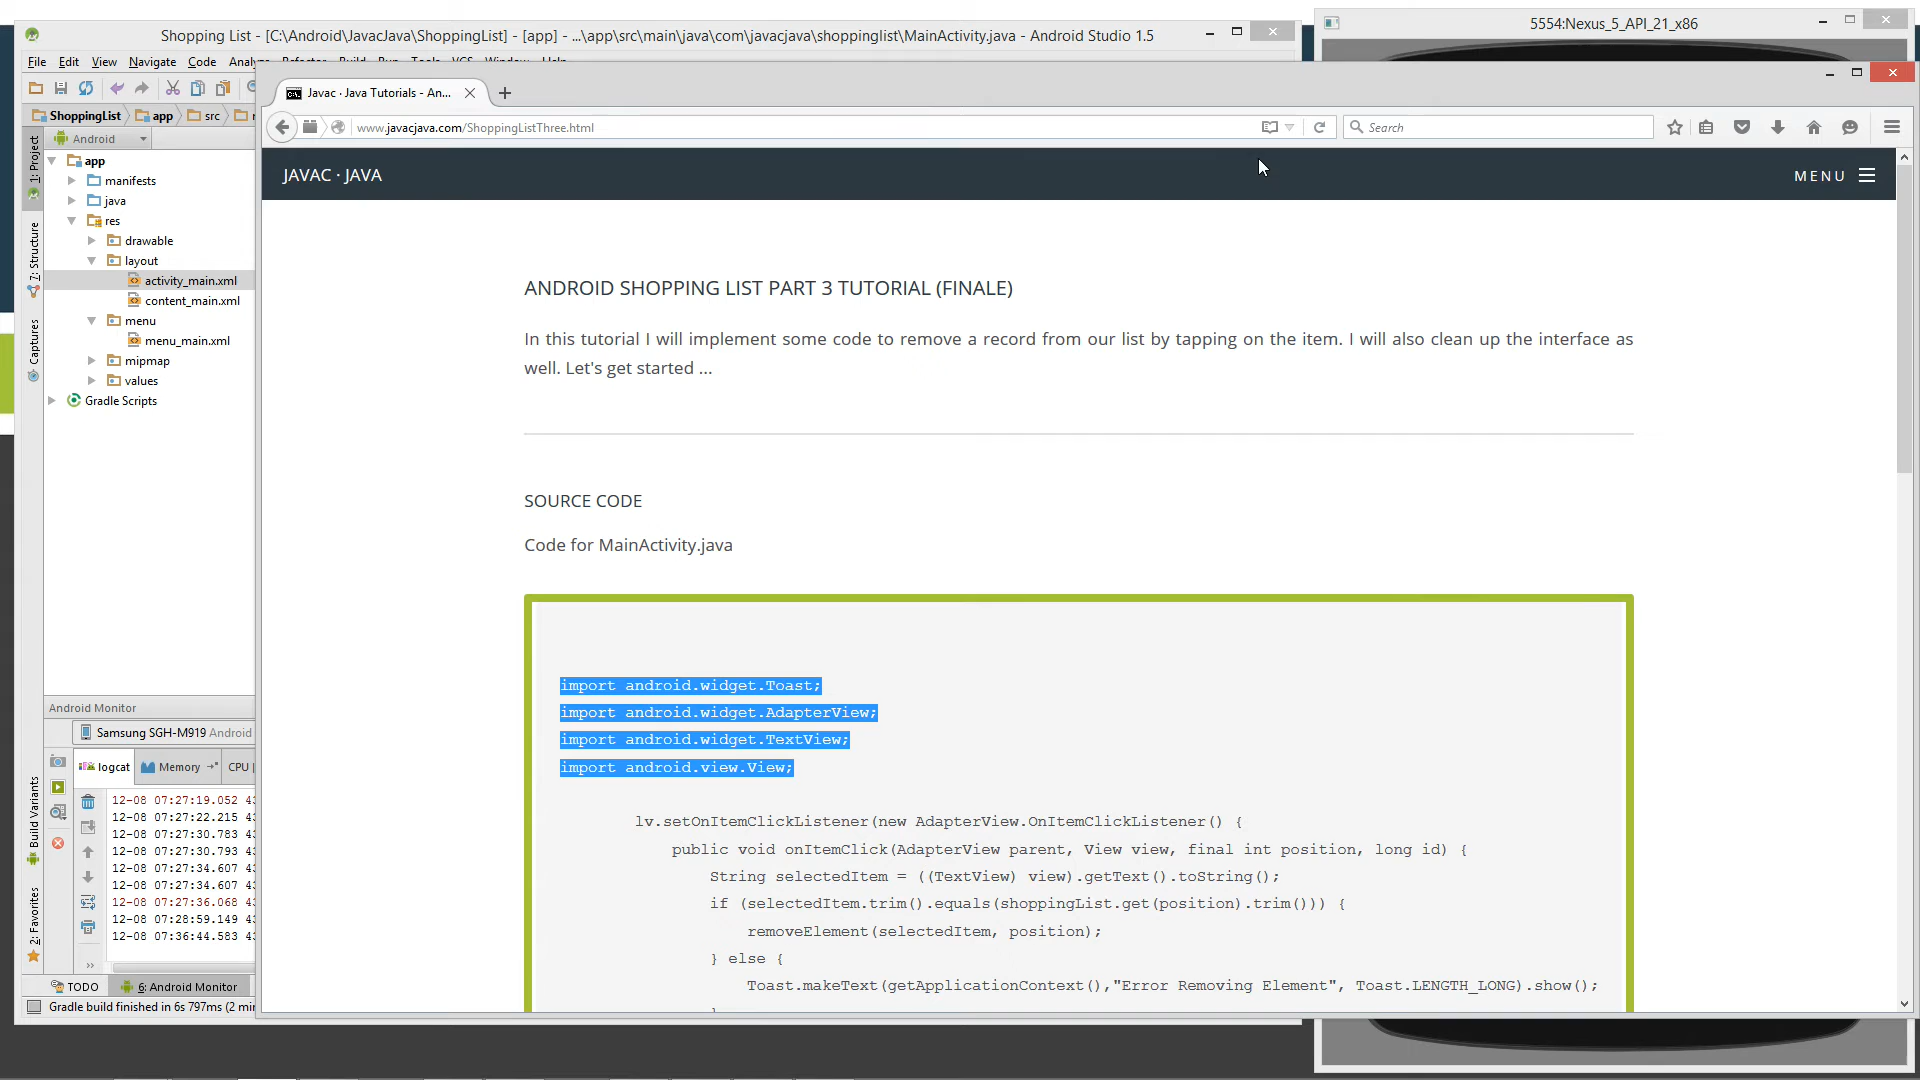 Shopping List - [C:\Android\JavacJava\ShoppingList] - [app] - ...\app\src\main\java\com\javacjava\shoppinglist\MainActivity.java - Android Studio 1.5
5554:Nexus_5_API_21_x86
File Edit View Navigate Code
ShoppingList app src
Android
1: Project
7: Structure
Captures
Build Variants
2: Favorites
app
manifests
java
res
drawable
layout
activity_main.xml
content_main.xml
menu
menu_main.xml
mipmap
values
Gradle Scripts
Android Monitor
Samsung SGH-M919 Android
logcat Memory CPU
12-08 07:27:19.052
12-08 07:27:22.215
12-08 07:27:30.783
12-08 07:27:30.793
12-08 07:27:34.607
12-08 07:27:34.607
12-08 07:27:36.068
12-08 07:28:59.149
12-08 07:36:44.583
TODO 6: Android Monitor
Gradle build finished in 6s 797ms (2 min
Javac · Java Tutorials - An...
www.javacjava.com/ShoppingListThree.html
Search
JAVAC · JAVA
MENU
ANDROID SHOPPING LIST PART 3 TUTORIAL (FINALE)
In this tutorial I will implement some code to remove a record from our list by tapping on the item. I will also clean up the interface as
well. Let's get started ...
SOURCE CODE
Code for MainActivity.java
import android.widget.Toast;
import android.widget.AdapterView;
import android.widget.TextView;
import android.view.View;
lv.setOnItemClickListener(new AdapterView.OnItemClickListener() {
public void onItemClick(AdapterView parent, View view, final int position, long id) {
String selectedItem = ((TextView) view).getText().toString();
if (selectedItem.trim().equals(shoppingList.get(position).trim())) {
removeElement(selectedItem, position);
} else {
Toast.makeText(getApplicationContext(),"Error Removing Element", Toast.LENGTH_LONG).show();